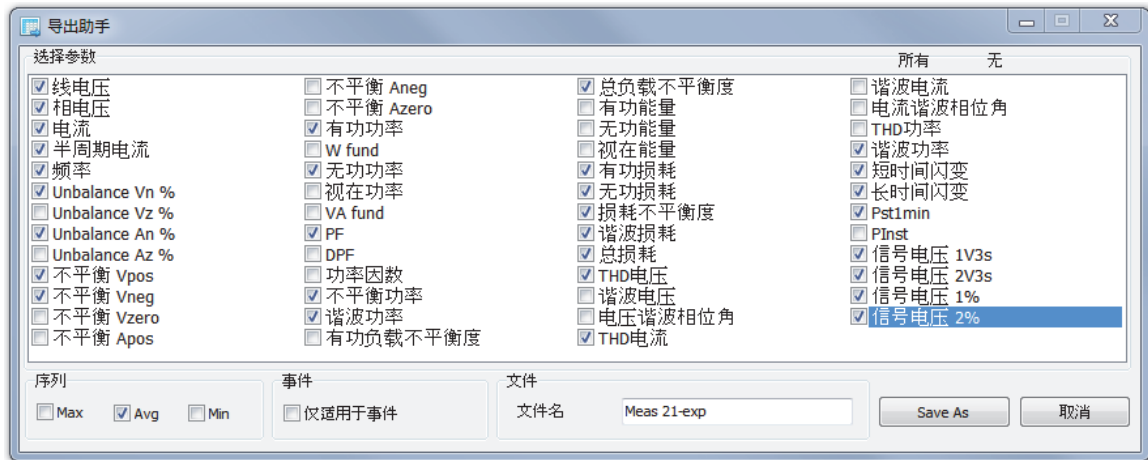 导出助手
选择参数
所有 无
线电压
相电压
电流
半周期电流
频率
Unbalance Vn %
Unbalance Vz %
Unbalance An %
Unbalance Az %
不平衡 Vpos
不平衡 Vneg
不平衡 Vzero
不平衡 Apos
不平衡 Aneg
不平衡 Azero
有功功率
W fund
无功功率
视在功率
VA fund
PF
DPF
功率因数
不平衡功率
谐波功率
有功负载不平衡度
总负载不平衡度
有功能量
无功能量
视在能量
有功损耗
无功损耗
损耗不平衡度
谐波损耗
总损耗
THD电压
谐波电压
电压谐波相位角
THD电流
谐波电流
电流谐波相位角
THD功率
谐波功率
短时间闪变
长时间闪变
Pst1min
PInst
信号电压 1V3s
信号电压 2V3s
信号电压 1%
信号电压 2%
序列
Max Avg Min
事件
仅适用于事件
文件
文件名 Meas 21-exp
Save As 取消